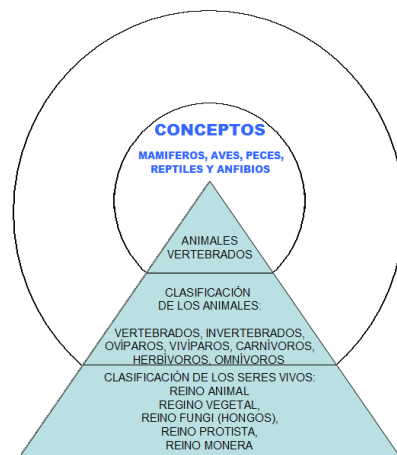 CONCEPTOS
MAMIFEROS, AVES, PECES,
REPTILES Y ANFIBIOS
ANIMALES
VERTEBRADOS
CLASIFICACIÓN
DE LOS ANIMALES:
VERTEBRADOS, INVERTEBRADOS,
OVÍPAROS, VIVÍPAROS, CARNÍVOROS,
HERBÍVOROS, OMNÍVOROS
CLASIFICACIÓN DE LOS SERES VIVOS:
REINO ANIMAL
REGINO VEGETAL,
REINO FUNGI (HONGOS),
REINO PROTISTA,
REINO MONERA